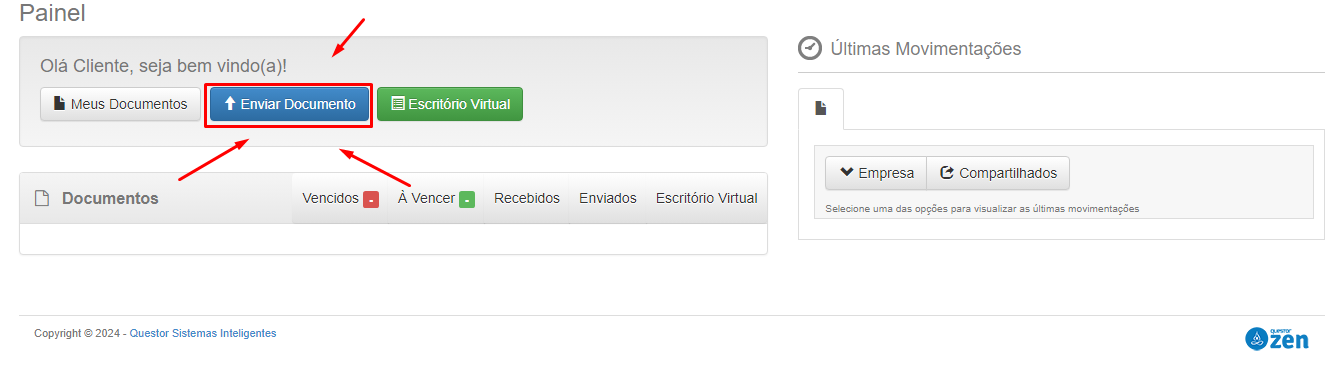 Painel
Olá Cliente, seja bem vindo(a)!
Meus Documentos
Enviar Documento
Escritório Virtual
Documentos
Vencidos -
À Vencer -
Recebidos
Enviados
Escritório Virtual
Últimas Movimentações
Empresa
Compartilhados
Selecione uma das opções para visualizar as últimas movimentações
Copyright © 2024 - Questor Sistemas Inteligentes
QUESTOR
zen